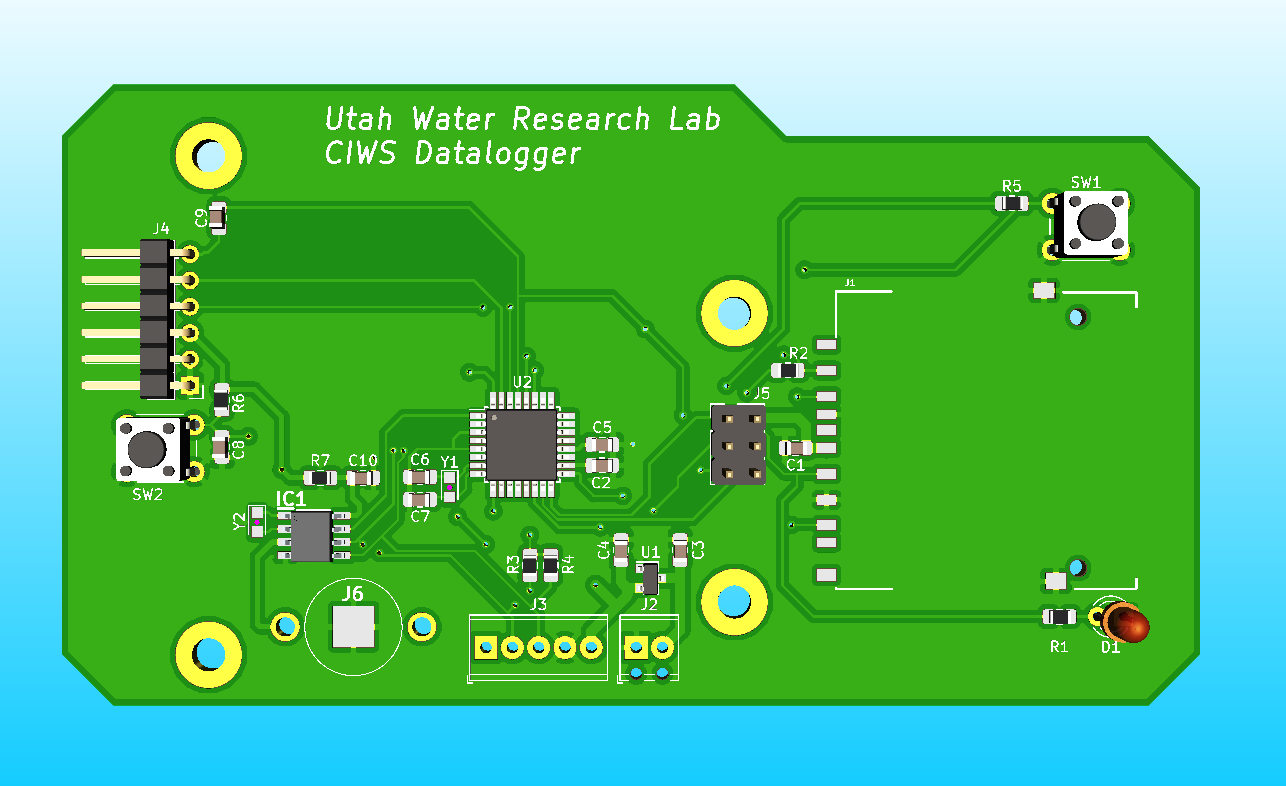 Utah Water Research Lab
CIWS Datalogger
R5
SW1
C9
J4
J1
R2
U2
J5
R6
C5
C8
C2
C1
R7
C10
C6
Y1
SW2
IC1
C7
Y2
C4
U1
C3
R3
R4
J6
J3
J2
R1
D1